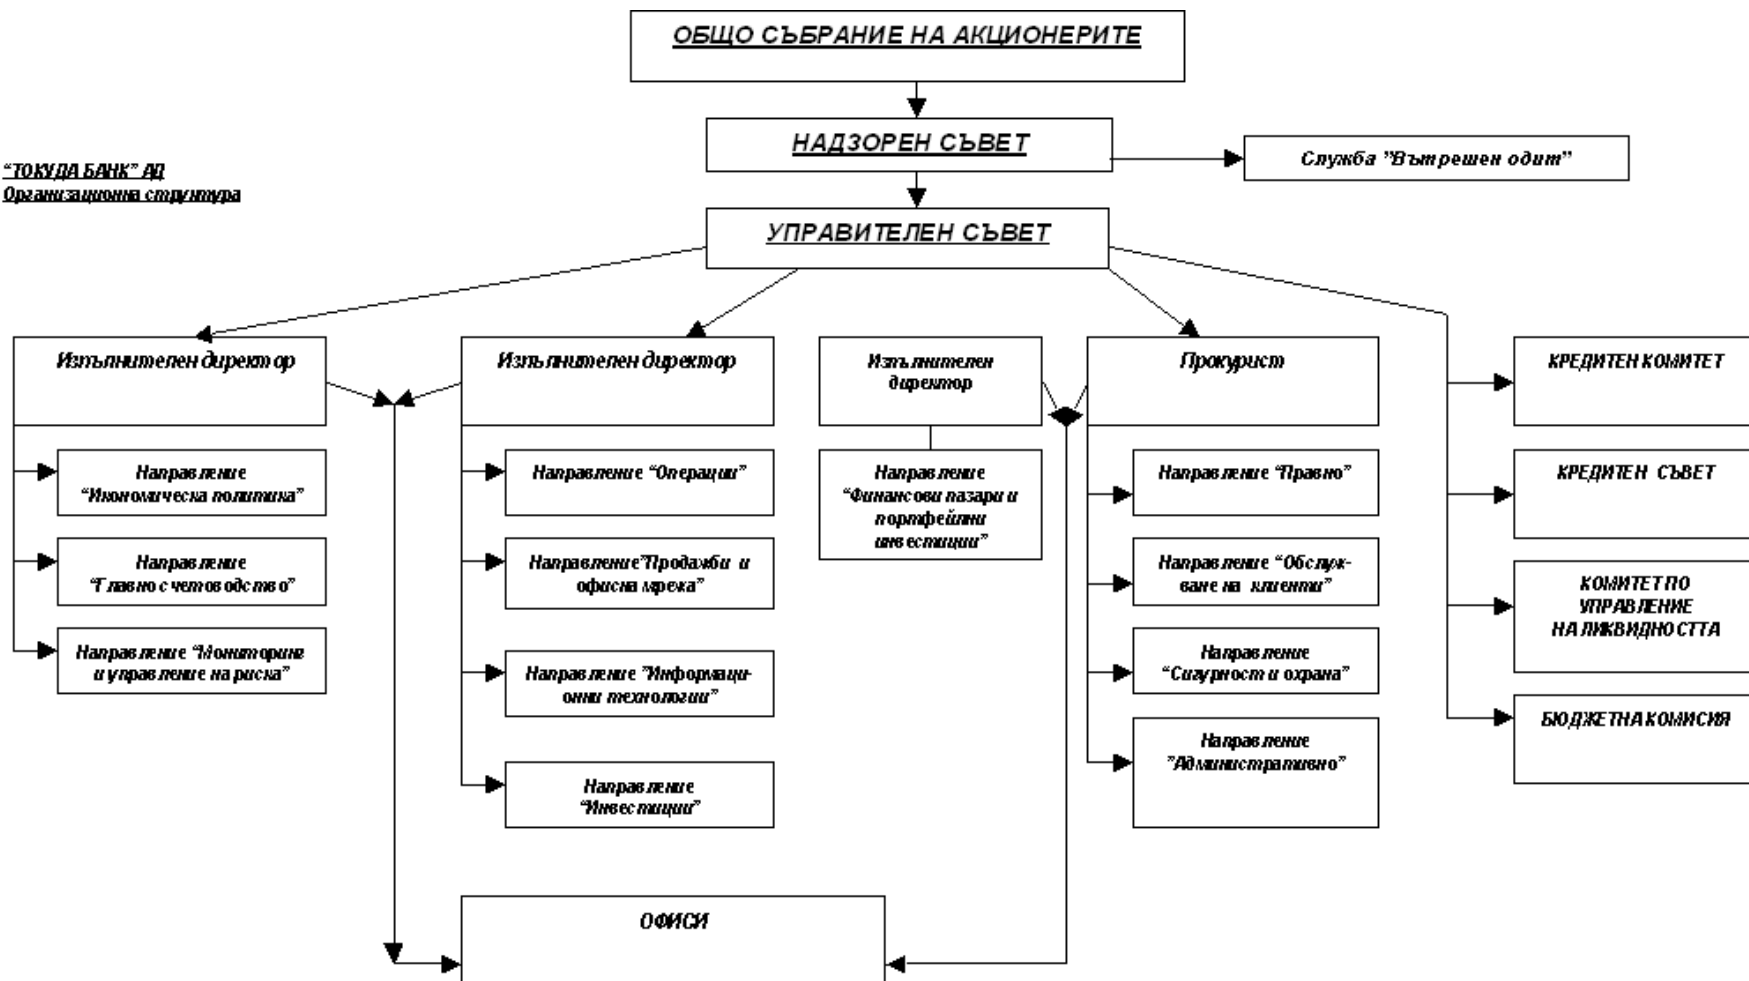 ОБЩО СЪБРАНИЕ НА АКЦИОНЕРИТЕ
НАДЗОРЕН СЪВЕТ
Служба "Вътрешен одит"
"ТОКУДА БАНК" АД
Организационна структура
УПРАВИТЕЛЕН СЪВЕТ
Изпълнителен директор
Изпълнителен директор
Изпълнителен
директор
Прокурист
КРЕДИТЕН КОМИТЕТ
Направление
"Икономическа политика"
Направление "Операции"
Направление
"Финансови пазари и
портфейлни
инвестиции"
Направление "Правно"
КРЕДИТЕН СЪВЕТ
Направление
"Главно счетоводство"
Направление"Продажби и
офисна мрежа"
Направление "Обслуж-
ване на клиенти"
КОМИТЕТ ПО
УПРАВЛЕНИЕ
НА ЛИКВИДНОСТТА
Направление "Мониторинг
и управление на риска"
Направление "Информаци-
онни технологии"
Направление
"Сигурност и охрана"
БЮДЖЕТНА КОМИСИЯ
Направление
"Инвестиции"
Направление
"Административно"
ОФИСИ